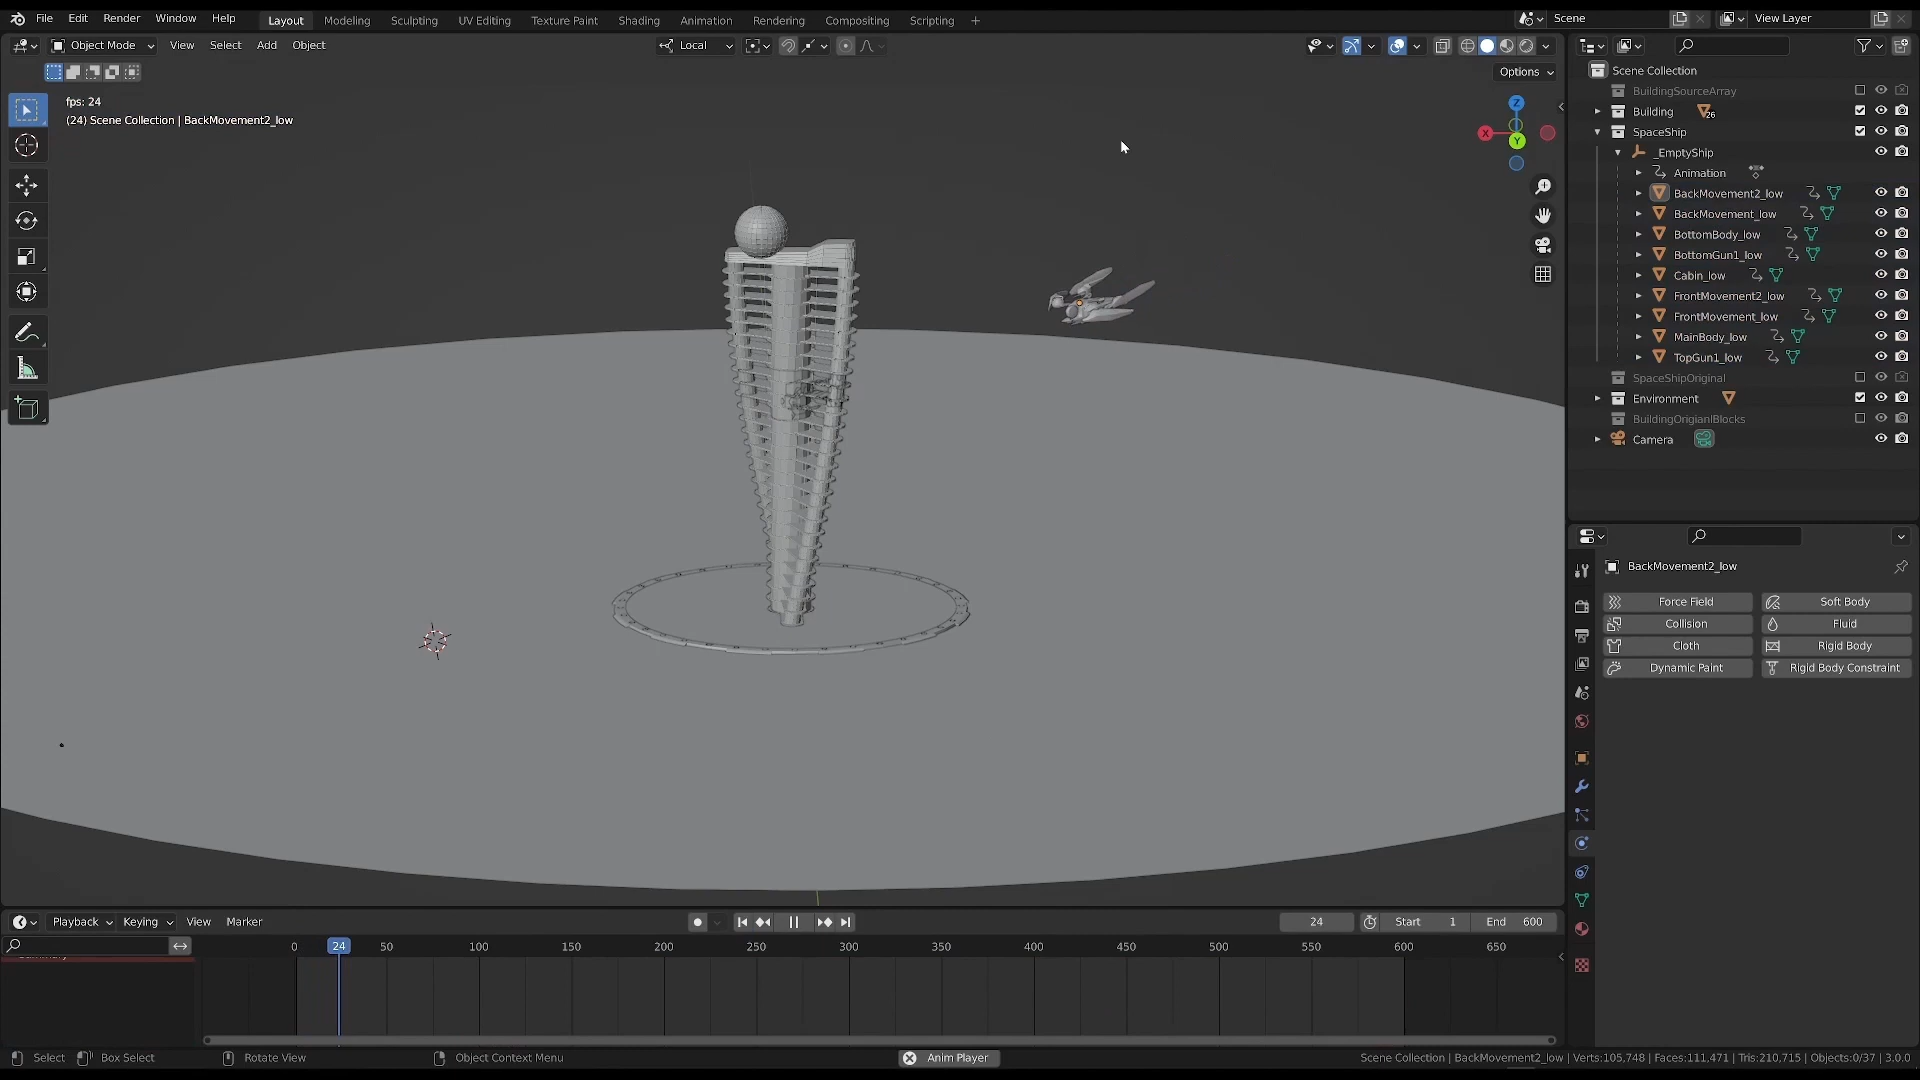 File Edit Render Window Help Layout Modeling Sculpting UV Editing Texture Paint Shading Animation Rendering Compositing Scripting + Scene View Layer
Object Mode View Select Add Object Local
Options
fps: 24
(24) Scene Collection | BackMovement2_low
Z
X
Y
Scene Collection
BuildingSourceArray
Building 26
SpaceShip
_EmptyShip
Animation
BackMovement2_low
BackMovement_low
BottomBody_low
BottomGun1_low
Cabin_low
FrontMovement2_low
FrontMovement_low
MainBody_low
TopGun1_low
SpaceShipOriginal
Environment
BuildingOrigianlBlocks
Camera
BackMovement2_low
Force Field Soft Body
Collision Fluid
Cloth Rigid Body
Dynamic Paint Rigid Body Constraint
Playback Keying View Marker 24 Start 1 End 600
0 24 50 100 150 200 250 300 350 400 450 500 550 600 650
Select Box Select Rotate View Object Context Menu Anim Player Scene Collection | BackMovement2_low | Verts:105,748 | Faces:111,471 | Tris:210,715 | Objects:0/37 | 3.0.0